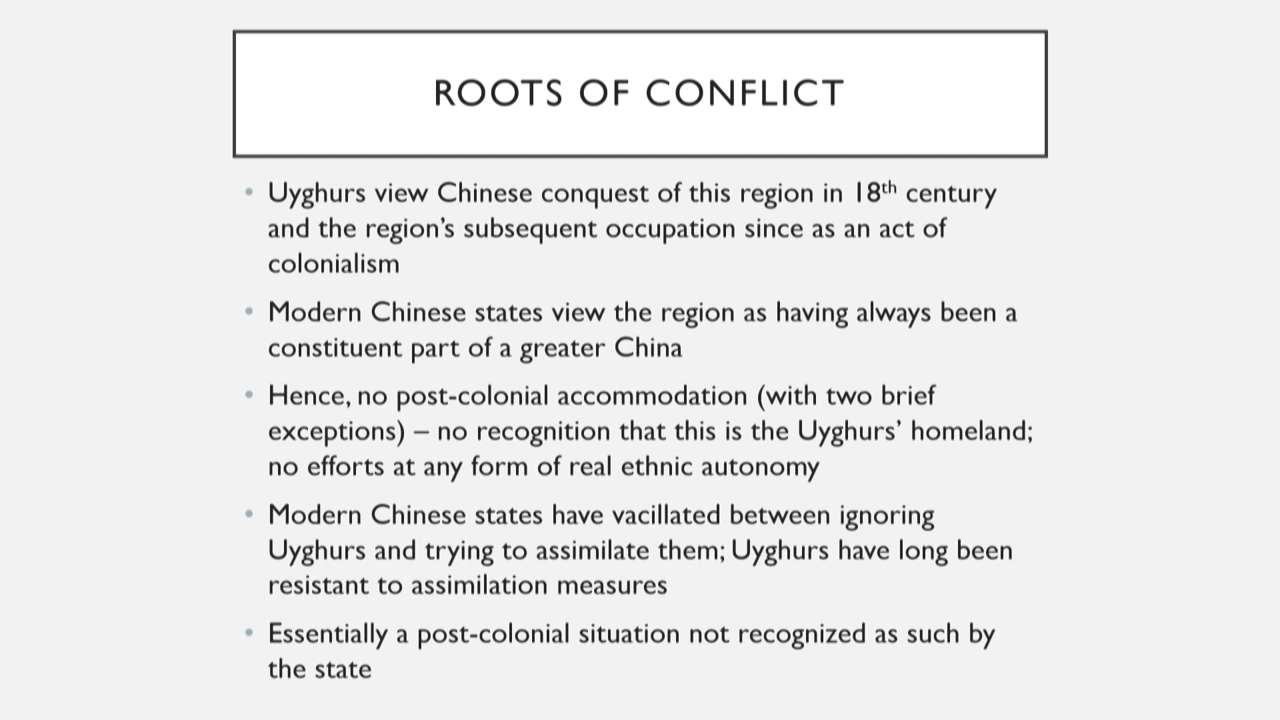 ROOTS OF CONFLICT
• Uyghurs view Chinese conquest of this region in 18th century
and the region’s subsequent occupation since as an act of
colonialism
• Modern Chinese states view the region as having always been a
constituent part of a greater China
• Hence, no post-colonial accommodation (with two brief
exceptions) – no recognition that this is the Uyghurs’ homeland;
no efforts at any form of real ethnic autonomy
• Modern Chinese states have vacillated between ignoring
Uyghurs and trying to assimilate them; Uyghurs have long been
resistant to assimilation measures
• Essentially a post-colonial situation not recognized as such by
the state